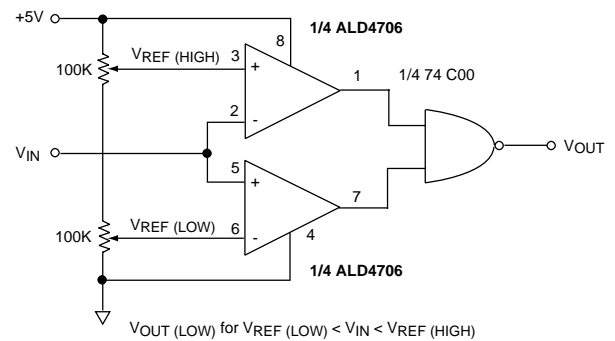 +5V
1/4 ALD4706
8
VREF (HIGH)
3
100K
+
1
1/4 74 C00
2
-
VIN
VOUT
5
+
7
VREF (LOW)
6
100K
-
4
1/4 ALD4706
VOUT (LOW) for VREF (LOW) < VIN < VREF (HIGH)